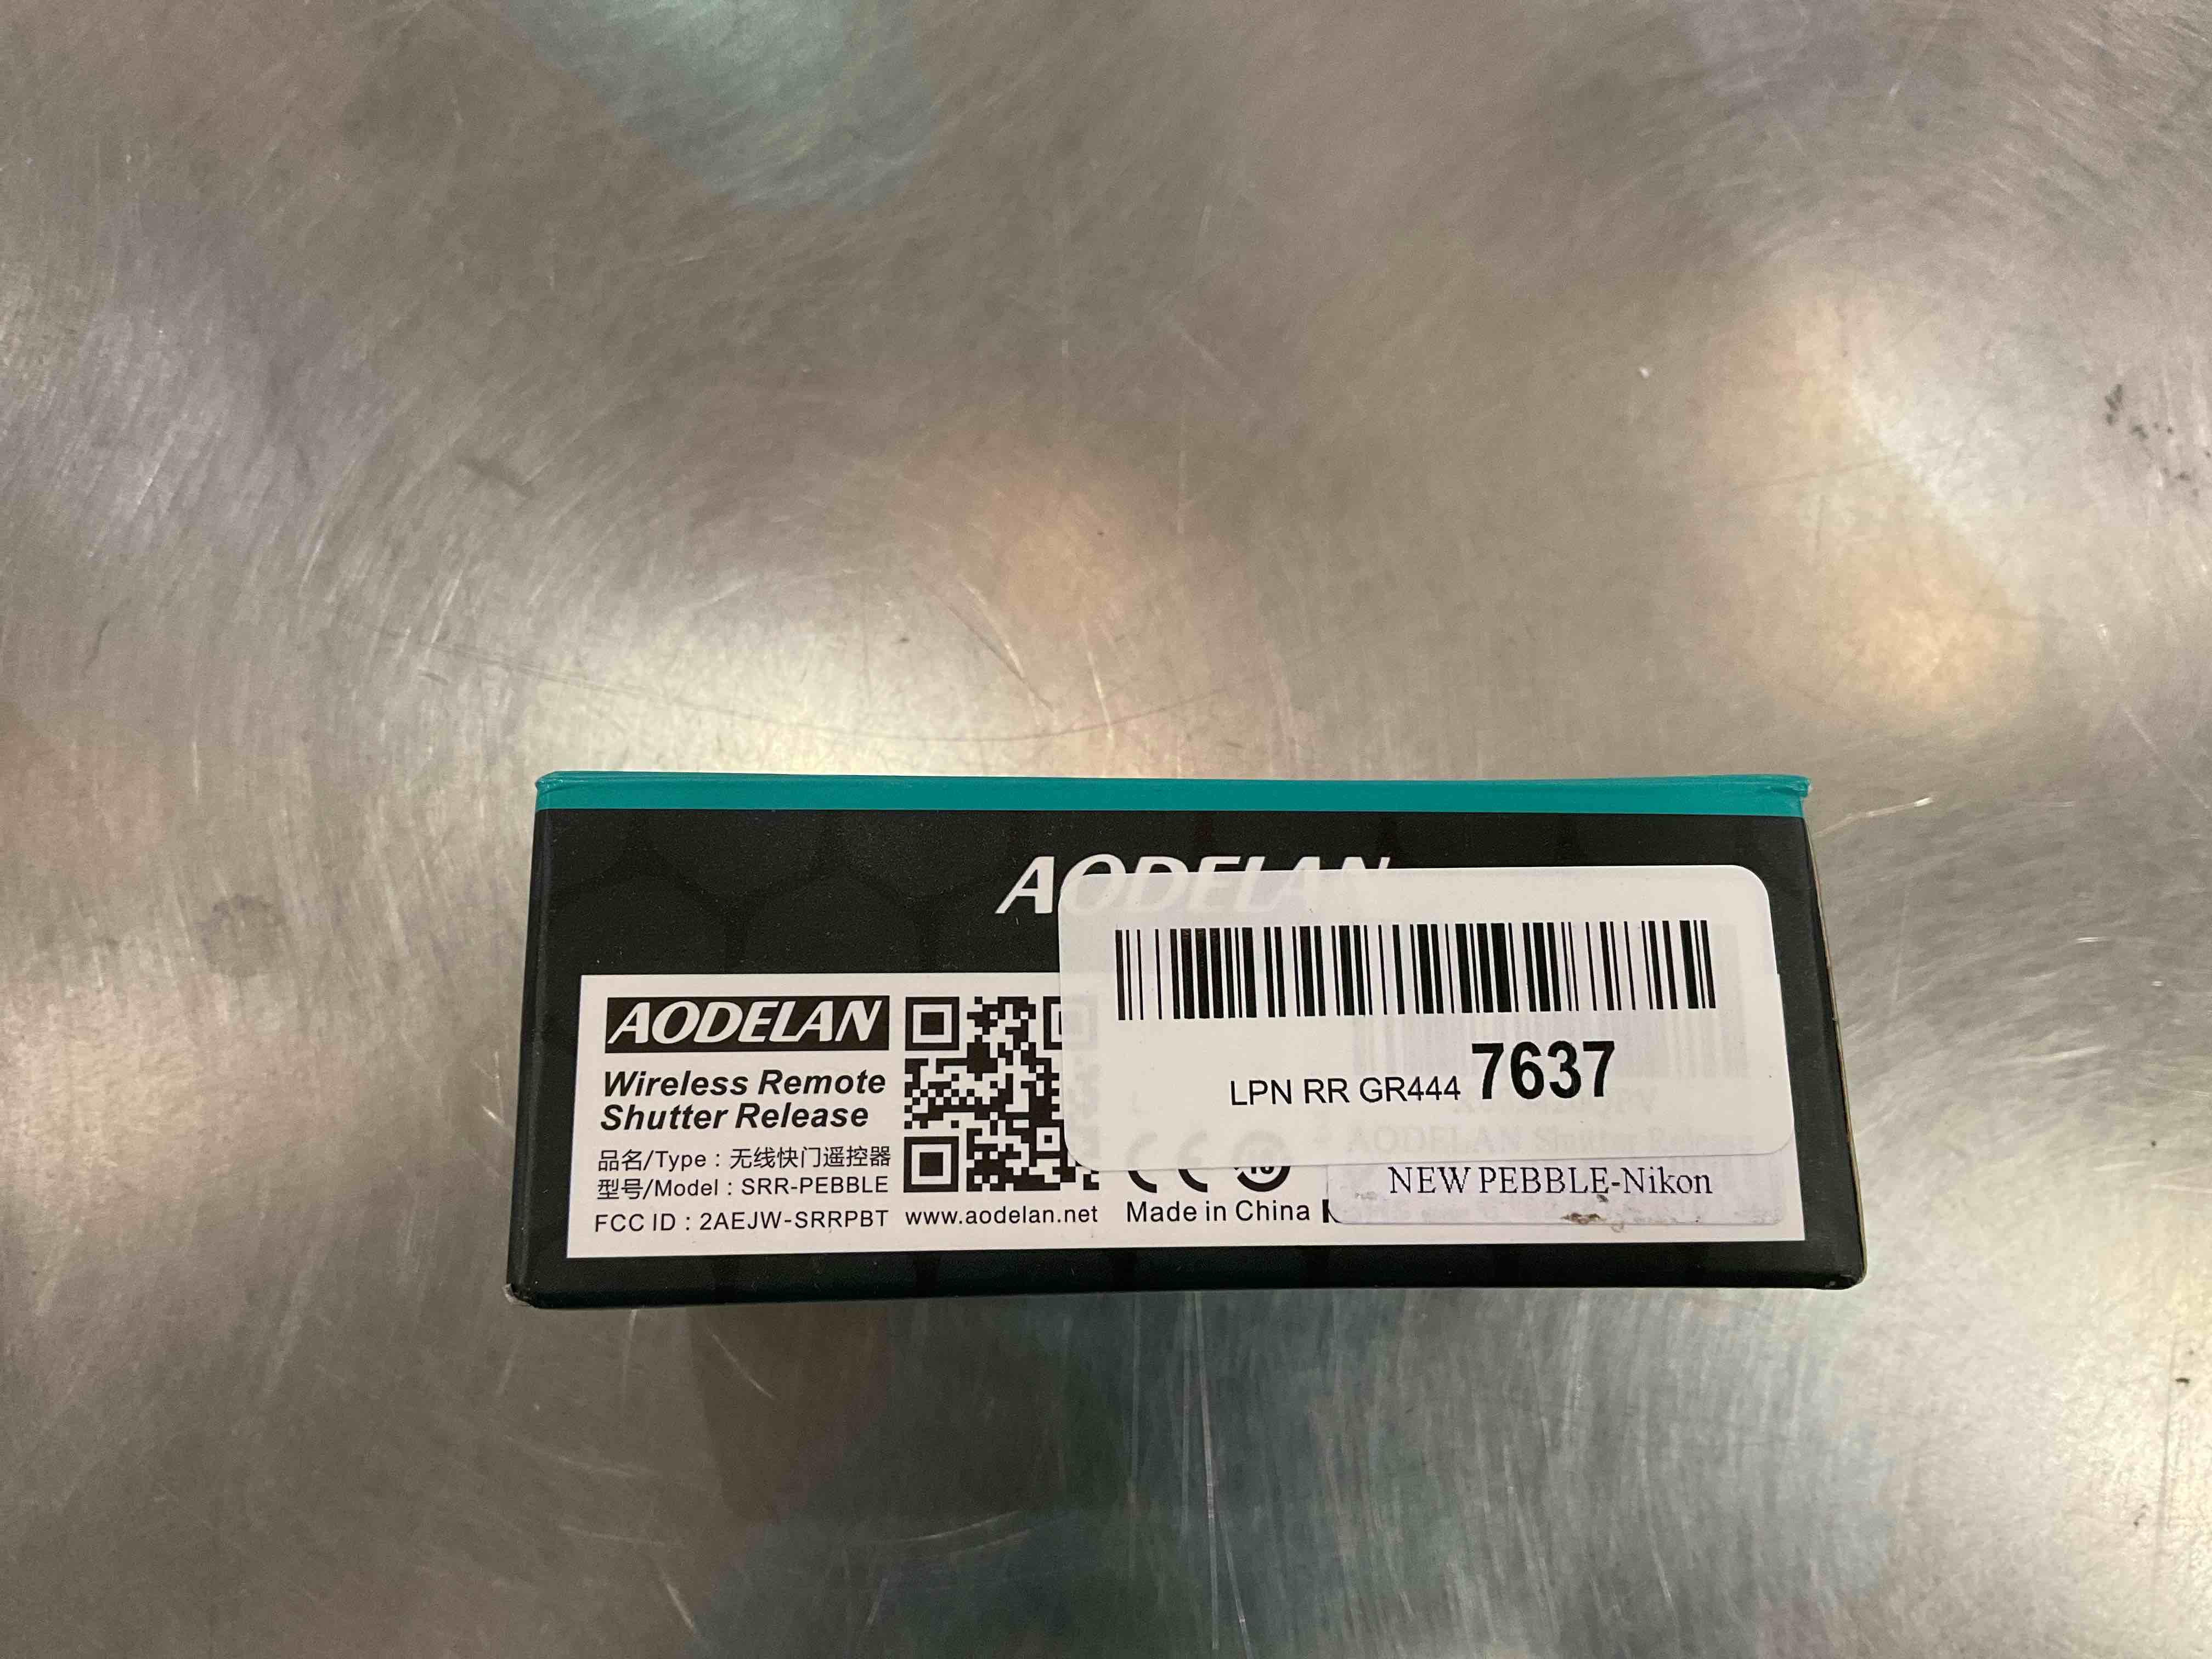 AODELAN
AODELAN
Wireless Remote
Shutter Release
品名/Type : 无线快门遥控器
型号/Model : SRR-PEBBLE
FCC ID : 2AEJW-SRRPBT
www.aodelan.net
Made in China
LPN RR GR444 7637
AODELAN
NEW PEBBLE-Nikon